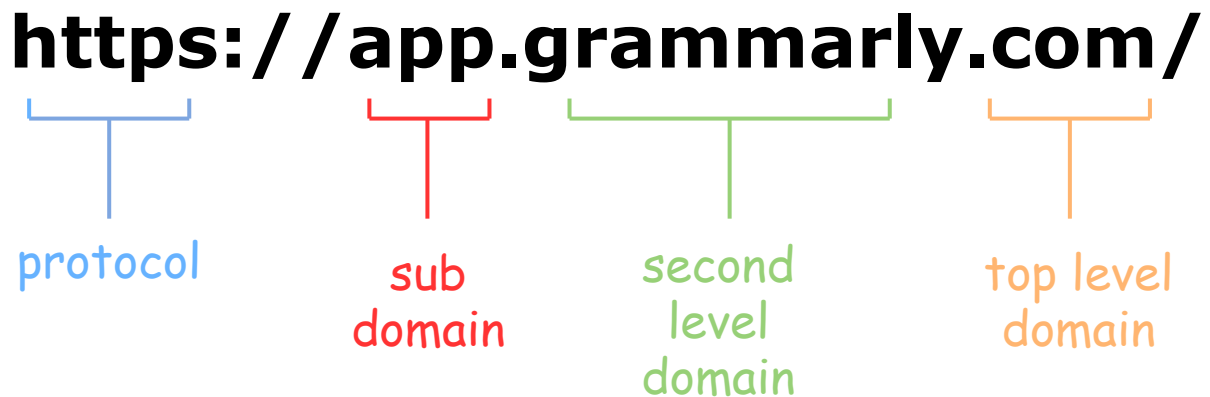 https://app.grammarly.com/
protocol
sub
domain
second
level
domain
top level
domain